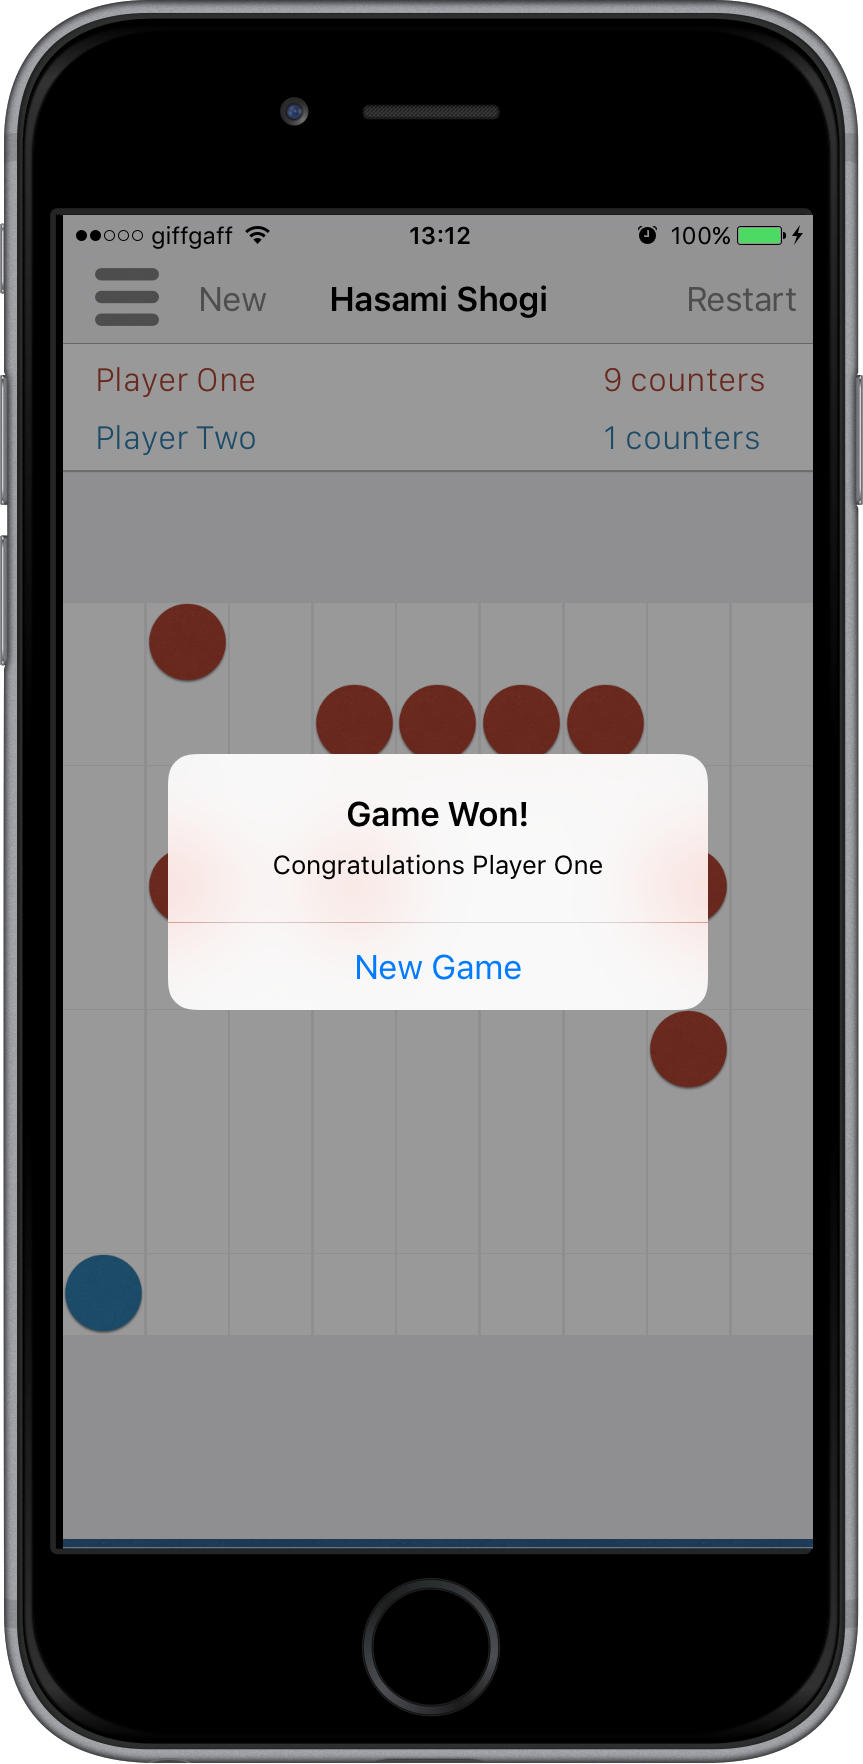 giffgaff 13:12 100%
New Hasami Shogi Restart
Player One 9 counters
Player Two 1 counters
Game Won!
Congratulations Player One
New Game